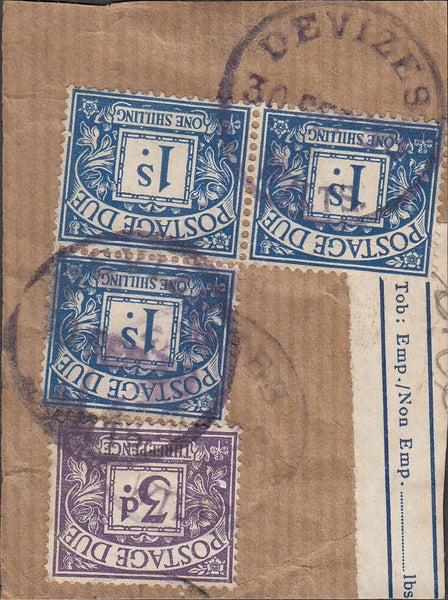 DEVIZES
30
ONE SHILLING
1s
POSTAGE DUE
ONE SHILLING
1s
POSTAGE DUE
ONE SHILLING
1s
POSTAGE DUE
THREEPENCE
3d
POSTAGE DUE
Tob: Emp./Non Emp. ............ lbs